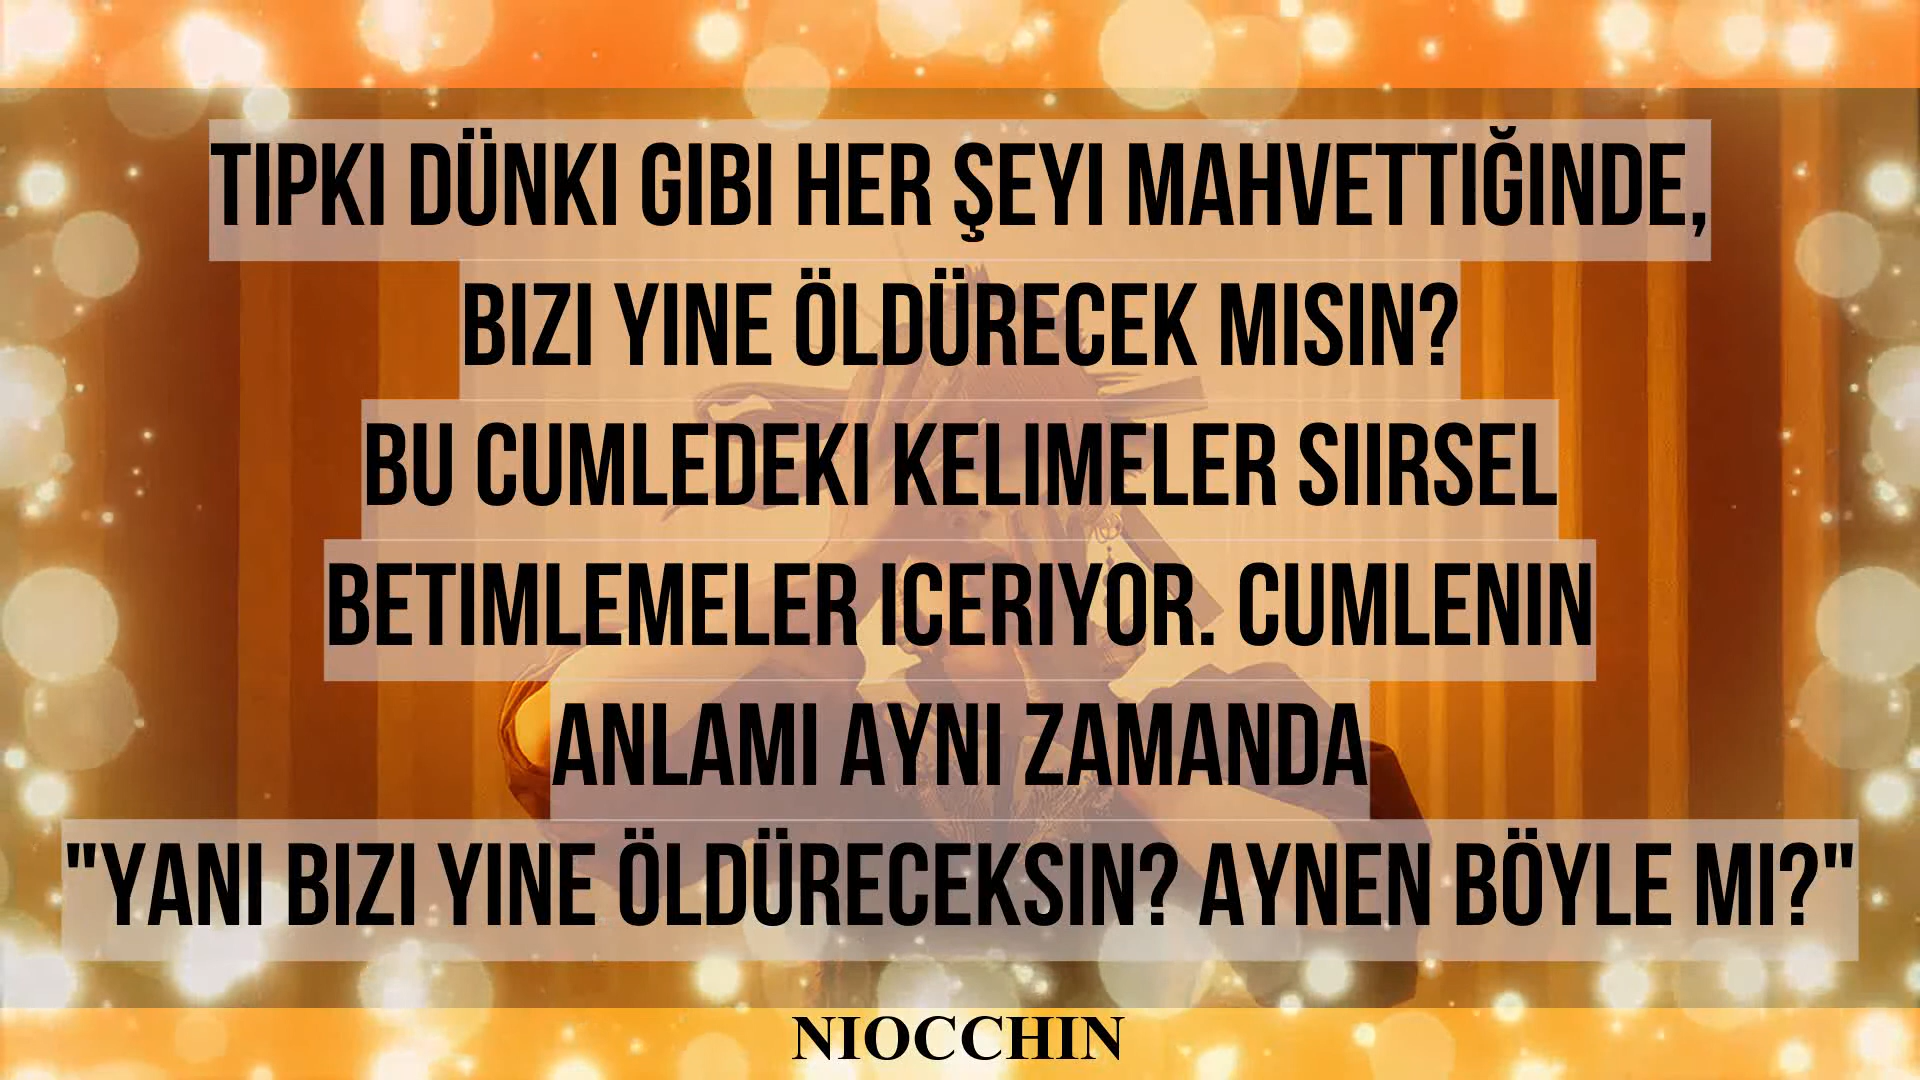 TIPKI DÜNKI GIBI HER ŞEYI MAHVETTIĞINDE,
BIZI YINE ÖLDÜRECEK MISIN?
BU CUMLEDEKI KELIMELER SIIRSEL
BETIMLEMELER ICERIYOR. CUMLENIN
ANLAMI AYNI ZAMANDA
"YANI BIZI YINE ÖLDÜRECEKSIN? AYNEN BÖYLE MI?"
NIOCCHIN